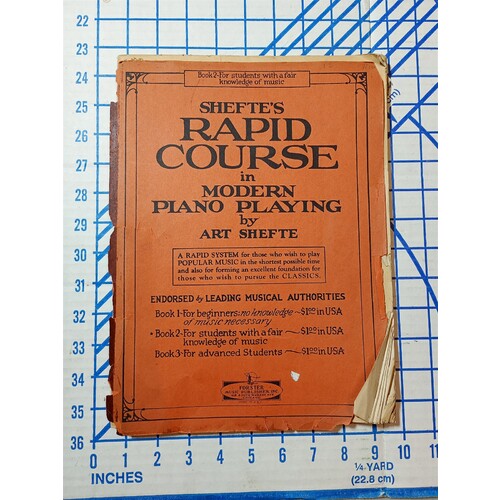 Book 2-For students with a fair
knowledge of music
SHEFTE'S
RAPID
COURSE
in
MODERN
PIANO PLAYING
by
ART SHEFTE
A RAPID SYSTEM for those who wish to play
POPULAR MUSIC in the shortest possible time
and also for forming an excellent foundation for
those who wish to pursue the CLASSICS.
ENDORSED by LEADING MUSICAL AUTHORITIES
Book 1-For beginners: no knowledge ~ $1.00 in USA
of music necessary
• Book 2-For students with a fair ~ $1.00 in USA
knowledge of music
Book 3-For advanced Students ~ $1.00 in USA
FORSTER
MUSIC PUBLISHER INC.
22
23
24
25
26
27
28
29
30
31
32
33
34
35
36
0 1 2 3 4 5 6 7 8 9 10 11
INCHES
¼ YARD
(22.8 cm)
cm)